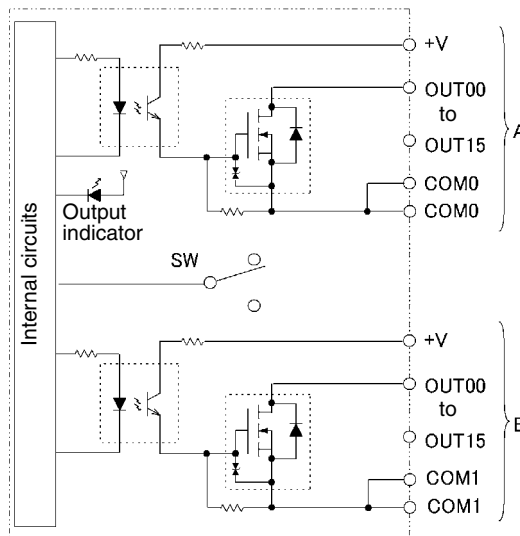 +V
OUT00
to
OUT15
A
COM0
COM0
Output
indicator
Internal circuits
SW
+V
OUT00
to
OUT15
COM1
COM1